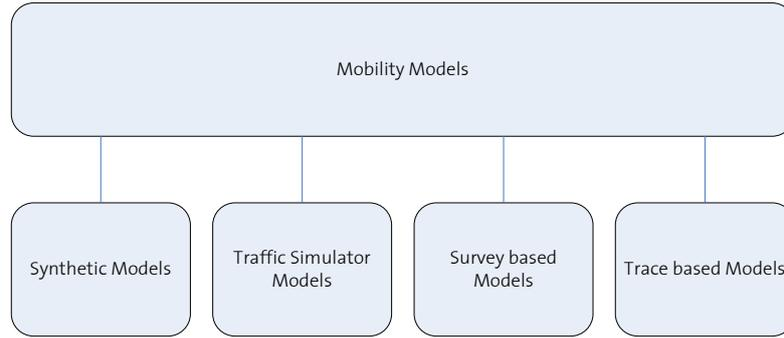 Mobility Models
Synthetic Models
Traffic Simulator
Models
Survey based
Models
Trace based Models